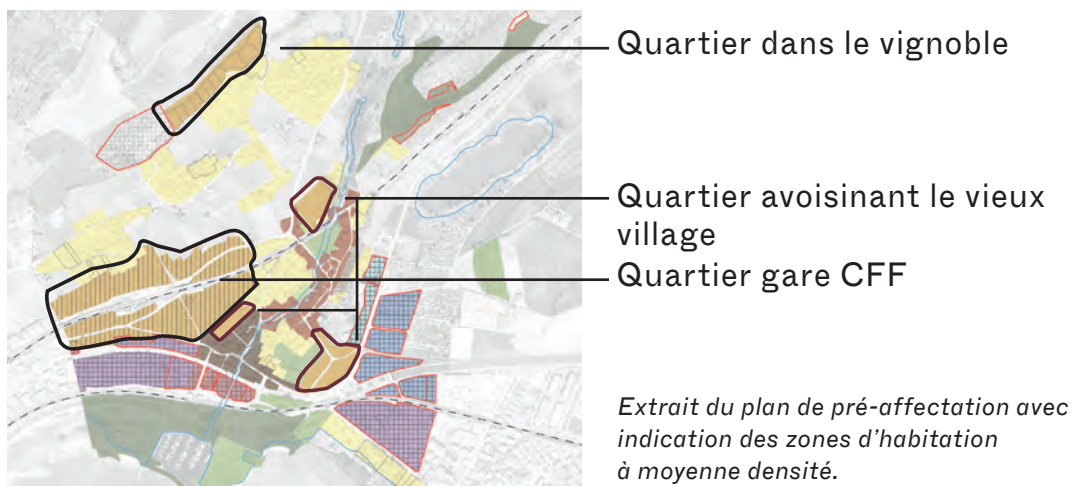 Quartier dans le vignoble
Quartier avoisinant le vieux
village
Quartier gare CFF
Extrait du plan de pré-affectation avec
indication des zones d'habitation
à moyenne densité.